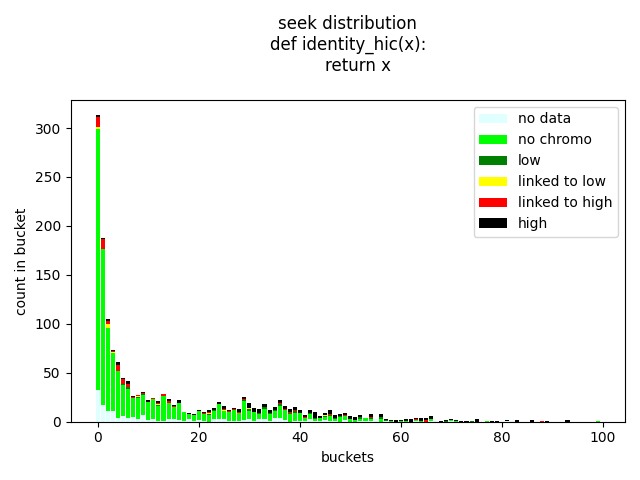 seek distribution
def identity_hic(x):
return x
no data
no chromo
low
linked to low
linked to high
high
count in bucket
300
250
200
150
100
50
0
0
20
40
60
80
100
buckets